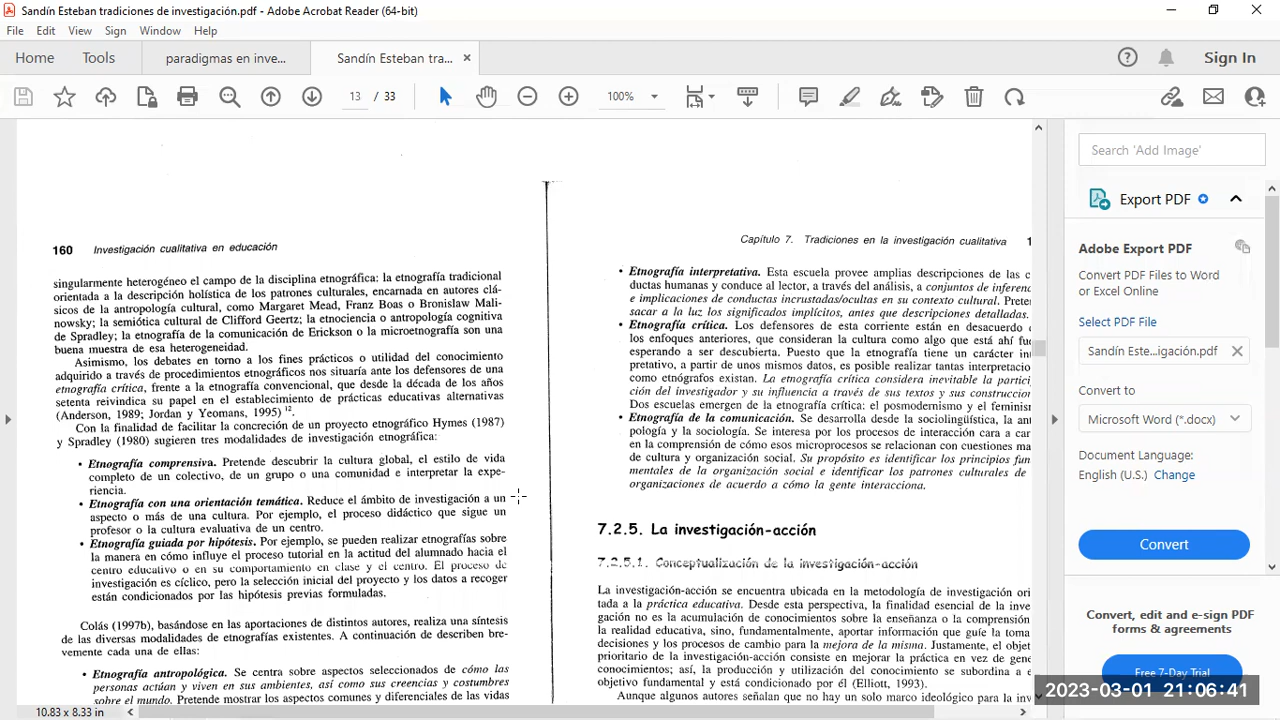 Sandín Esteban tradiciones de investigación.pdf - Adobe Acrobat Reader (64-bit)
File Edit View Sign Window Help
Home Tools paradigmas en inve... Sandín Esteban tra... ×
Sign In
13 / 33
100%
160 Investigación cualitativa en educación
singularmente heterogéneo el campo de la disciplina etnográfica: la etnografía tradicional
orientada a la descripción holística de los patrones culturales, encarnada en autores clá-
sicos de la antropología cultural, como Margaret Mead, Franz Boas o Bronislaw Mali-
nowsky; la semiótica cultural de Clifford Geertz; la etnociencia o antropología cognitiva
de Spradley; la etnografía de la comunicación de Erickson o la microetnografía son una
buena muestra de esa heterogeneidad.
Asimismo, los debates en torno a los fines prácticos o utilidad del conocimiento
adquirido a través de procedimientos etnográficos nos situaría ante los defensores de una
etnografía crítica, frente a la etnografía convencional, que desde la década de los años
setenta reivindica su papel en el establecimiento de prácticas educativas alternativas
(Anderson, 1989; Jordan y Yeomans, 1995) 12.
Con la finalidad de facilitar la concreción de un proyecto etnográfico Hymes (1987)
y Spradley (1980) sugieren tres modalidades de investigación etnográfica:
• Etnografía comprensiva. Pretende descubrir la cultura global, el estilo de vida
completo de un colectivo, de un grupo o una comunidad e interpretar la expe-
riencia.
• Etnografía con una orientación temática. Reduce el ámbito de investigación a un
aspecto o más de una cultura. Por ejemplo, el proceso didáctico que sigue un
profesor o la cultura evaluativa de un centro.
• Etnografía guiada por hipótesis. Por ejemplo, se pueden realizar etnografías sobre
la manera en cómo influye el proceso tutorial en la actitud del alumnado hacia el
centro educativo o en su comportamiento en clase y el centro. El proceso de
investigación es cíclico, pero la selección inicial del proyecto y los datos a recoger
están condicionados por las hipótesis previas formuladas.
Colás (1997b), basándose en las aportaciones de distintos autores, realiza una síntesis
de las diversas modalidades de etnografías existentes. A continuación de describen bre-
vemente cada una de ellas:
• Etnografía antropológica. Se centra sobre aspectos seleccionados de cómo las
personas actúan y viven en sus ambientes, así como sus creencias y costumbres
sobre el mundo. Pretende mostrar los aspectos comunes y diferenciales de las vidas
Capítulo 7. Tradiciones en la investigación cualitativa 1
• Etnografía interpretativa. Esta escuela provee amplias descripciones de las c
ductas humanas y conduce al lector, a través del análisis, a conjuntos de inferenc
e implicaciones de conductas incrustadas/ocultas en su contexto cultural. Preter
sacar a la luz los significados implícitos, antes que descripciones detalladas.
• Etnografía crítica. Los defensores de esta corriente están en desacuerdo
los enfoques anteriores, que consideran la cultura como algo que está ahí fu
esperando a ser descubierta. Puesto que la etnografía tiene un carácter int
pretativo, a partir de unos mismos datos, es posible realizar tantas interpretacio
como etnógrafos existan. La etnografía crítica considera inevitable la partici
ción del investigador y su influencia a través de sus textos y sus construccion
Dos escuelas emergen de la etnografía crítica: el posmodernismo y el feminism
• Etnografía de la comunicación. Se desarrolla desde la sociolingüística, la ant
pología y la sociología. Se interesa por los procesos de interacción cara a car
en la comprensión de cómo esos microprocesos se relacionan con cuestiones ma
de cultura y organización social. Su propósito es identificar los principios fun
mentales de la organización social e identificar los patrones culturales de
organizaciones de acuerdo a cómo la gente interacciona.
7.2.5. La investigación-acción
7.2.5.1. Conceptualización de la investigación-acción
La investigación-acción se encuentra ubicada en la metodología de investigación ori
tada a la práctica educativa. Desde esta perspectiva, la finalidad esencial de la inve
gación no es la acumulación de conocimientos sobre la enseñanza o la comprensión
la realidad educativa, sino, fundamentalmente, aportar información que guíe la toma
decisiones y los procesos de cambio para la mejora de la misma. Justamente, el objet
prioritario de la investigación-acción consiste en mejorar la práctica en vez de gene
conocimientos; así, la producción y utilización del conocimiento se subordina a e
objetivo fundamental y está condicionado por él (Elliott, 1993).
Aunque algunos autores señalan que no hay un solo marco ideológico para la inv
10.83 x 8.33 in
Search 'Add Image'
Export PDF
Adobe Export PDF
Convert PDF Files to Word
or Excel Online
Select PDF File
Sandín Este...igación.pdf
Convert to
Microsoft Word (*.docx)
Document Language:
English (U.S.) Change
Convert
Convert, edit and e-sign PDF
forms & agreements
Free 7-Day Trial
2023-03-01 21:06:41